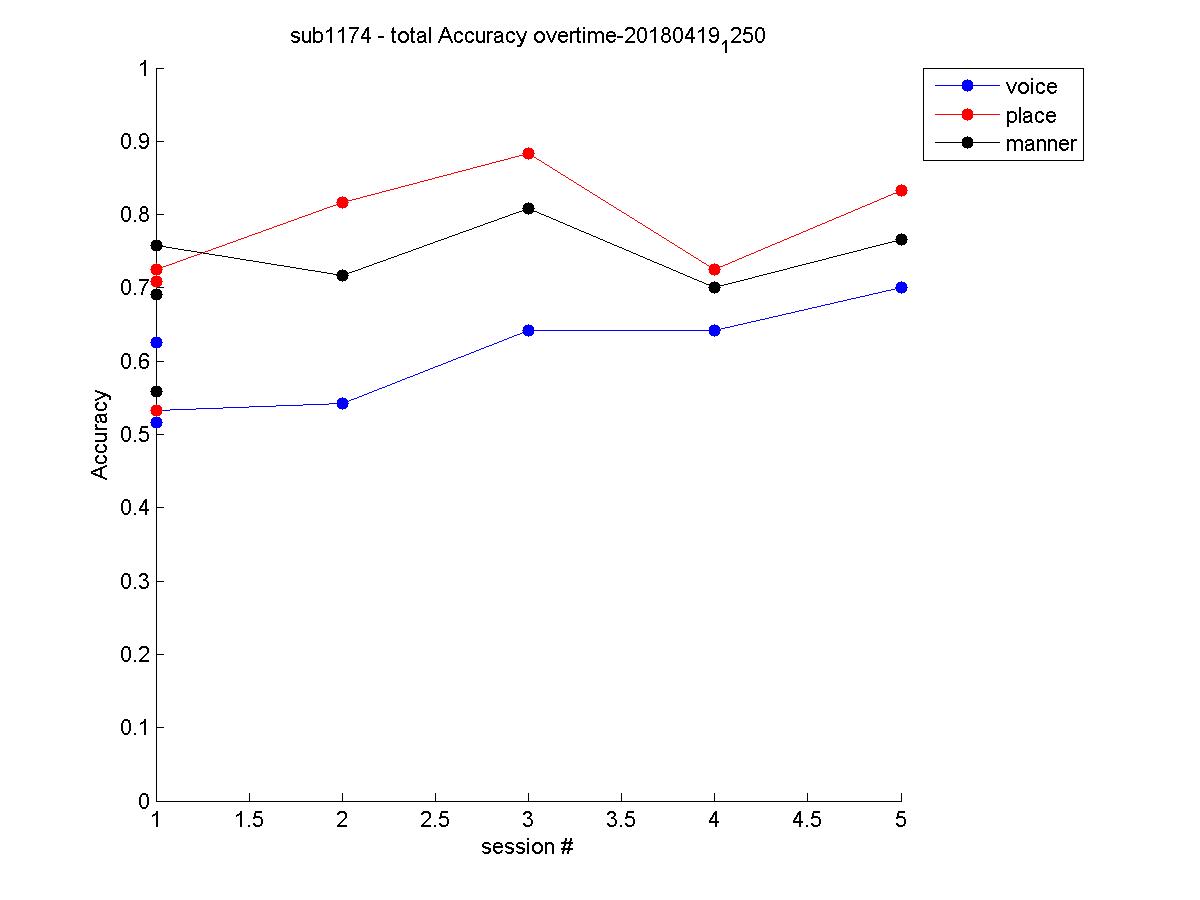 sub1174 - total Accuracy overtime-20180419₁250
voice
place
manner
1
0.9
0.8
0.7
0.6
0.5
0.4
0.3
0.2
0.1
0
Accuracy
1 1.5 2 2.5 3 3.5 4 4.5 5
session #